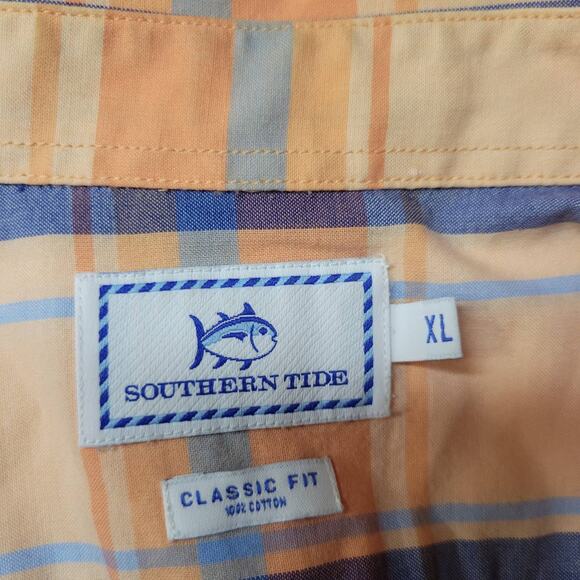 SOUTHERN TIDE
XL
CLASSIC FIT
100% COTTON